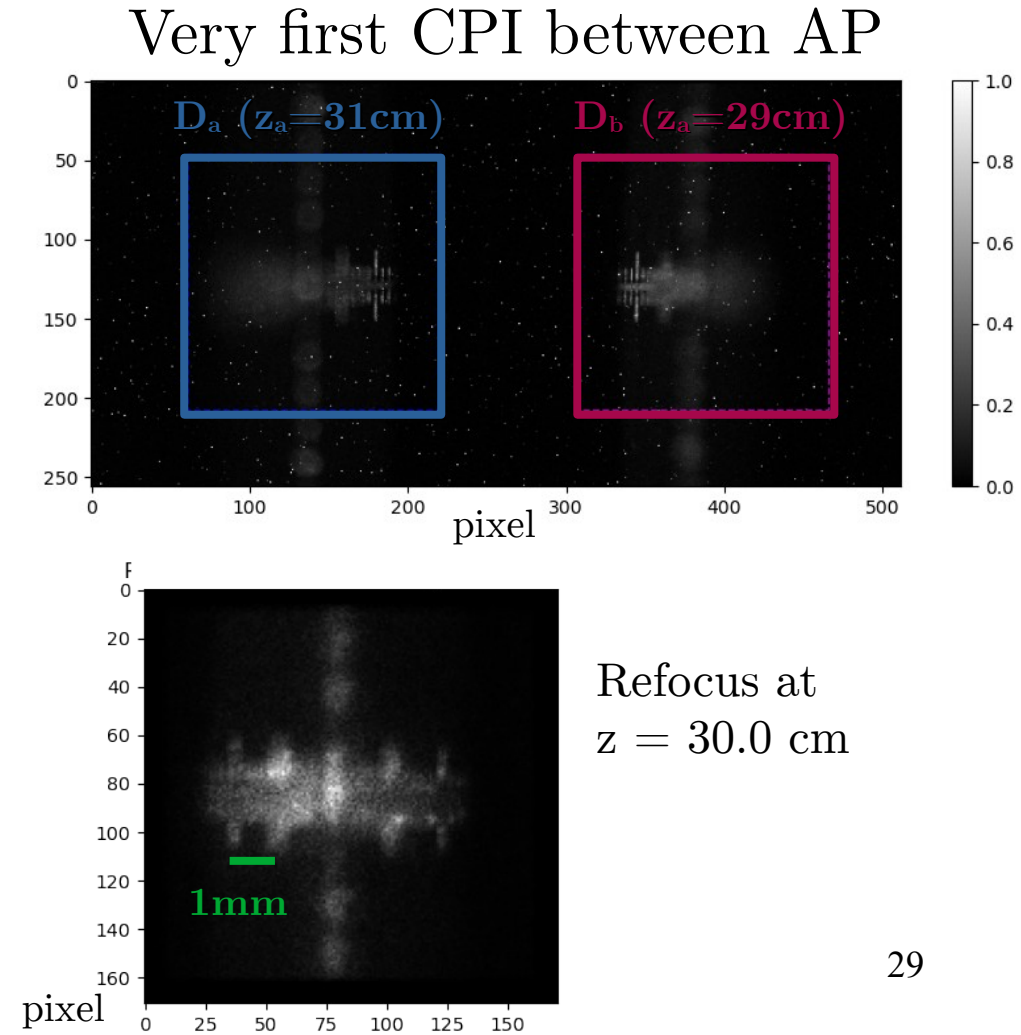 Very first CPI between AP
Dₐ (zₐ=31cm)
D_b (zₐ=29cm)
0
50
100
150
200
250
0 100 200 300 400 500
pixel
1.0
0.8
0.6
0.4
0.2
0.0
0
20
40
60
80
100
120
140
160
0 25 50 75 100 125 150
pixel
1mm
Refocus at
z = 30.0 cm
29